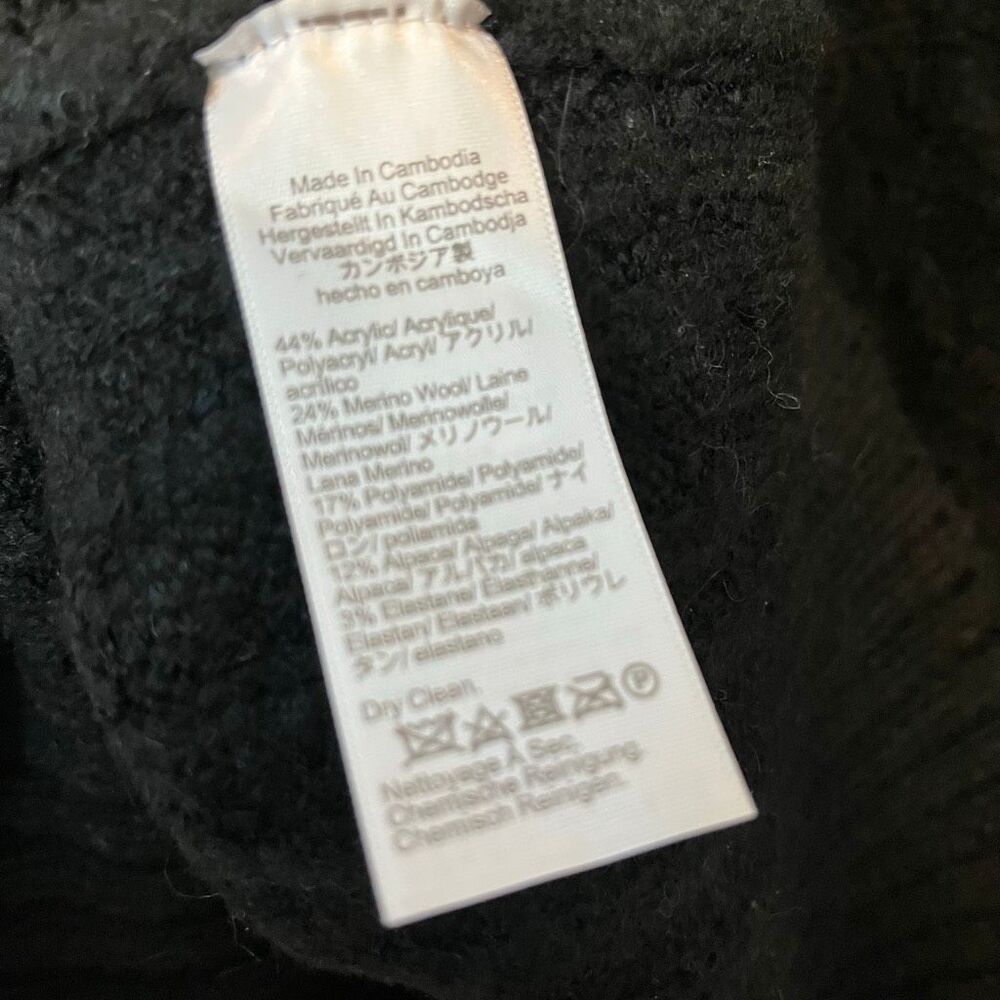 Made In Cambodia
Fabriqué Au Cambodge
Hergestellt In Kambodscha
Vervaardigd In Cambodja
カンボジア製
hecho en camboya
44% Acrylic/ Acrylique/
Polyacryl/ Acryl/ アクリル/
acrílico
24% Merino Wool/ Laine
Mérinos/ Merinowolle/
Merinowol/ メリノウール/
Lana Merino
17% Polyamide/ Polyamide/
Polyamide/ Polyamide/ ナイ
ロン/ poliamida
12% Alpaca/ Alpaga/ Alpaka/
Alpaca/ アルパカ/ alpaca
3% Elastane/ Elasthanne/
Elastan/ Elastaan/ ポリウレ
タン/ elastano
Dry Clean.
P
Nettoyage À Sec.
Chemische Reinigung.
Chemisch Reinigen.